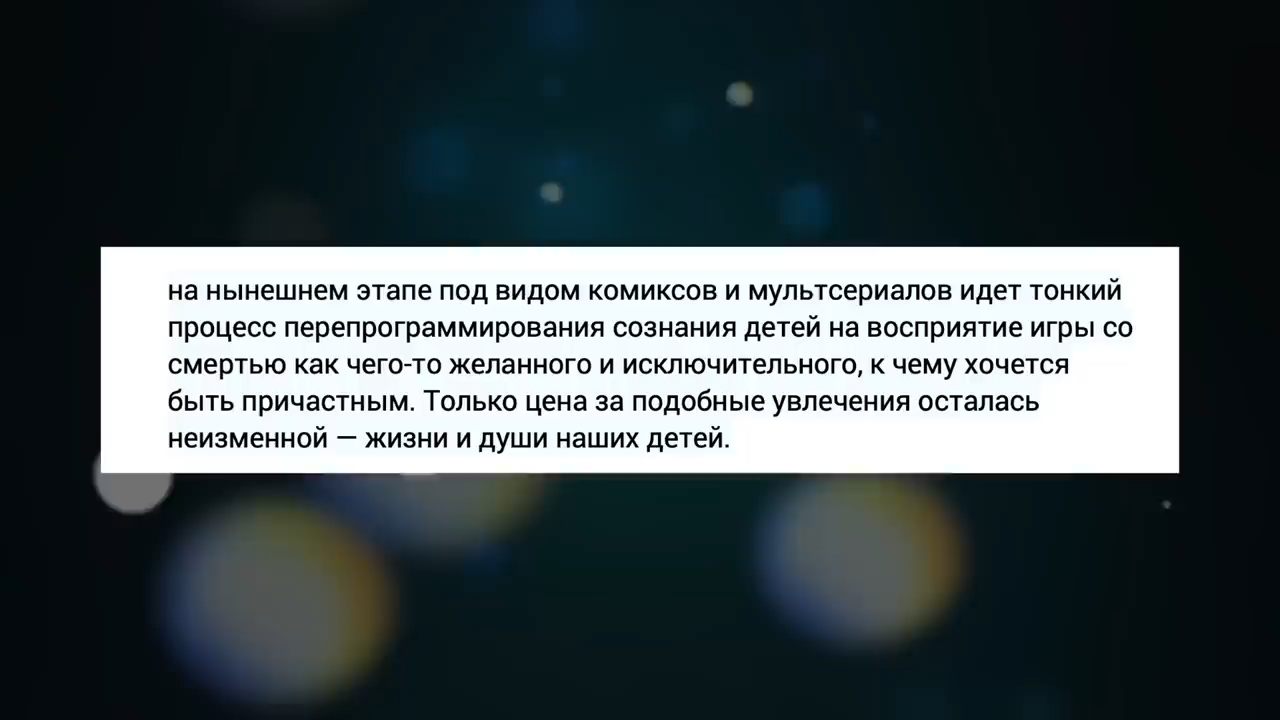 на нынешнем этапе под видом комиксов и мультсериалов идет тонкий
процесс перепрограммирования сознания детей на восприятие игры со
смертью как чего-то желанного и исключительного, к чему хочется
быть причастным. Только цена за подобные увлечения осталась
неизменной — жизни и души наших детей.